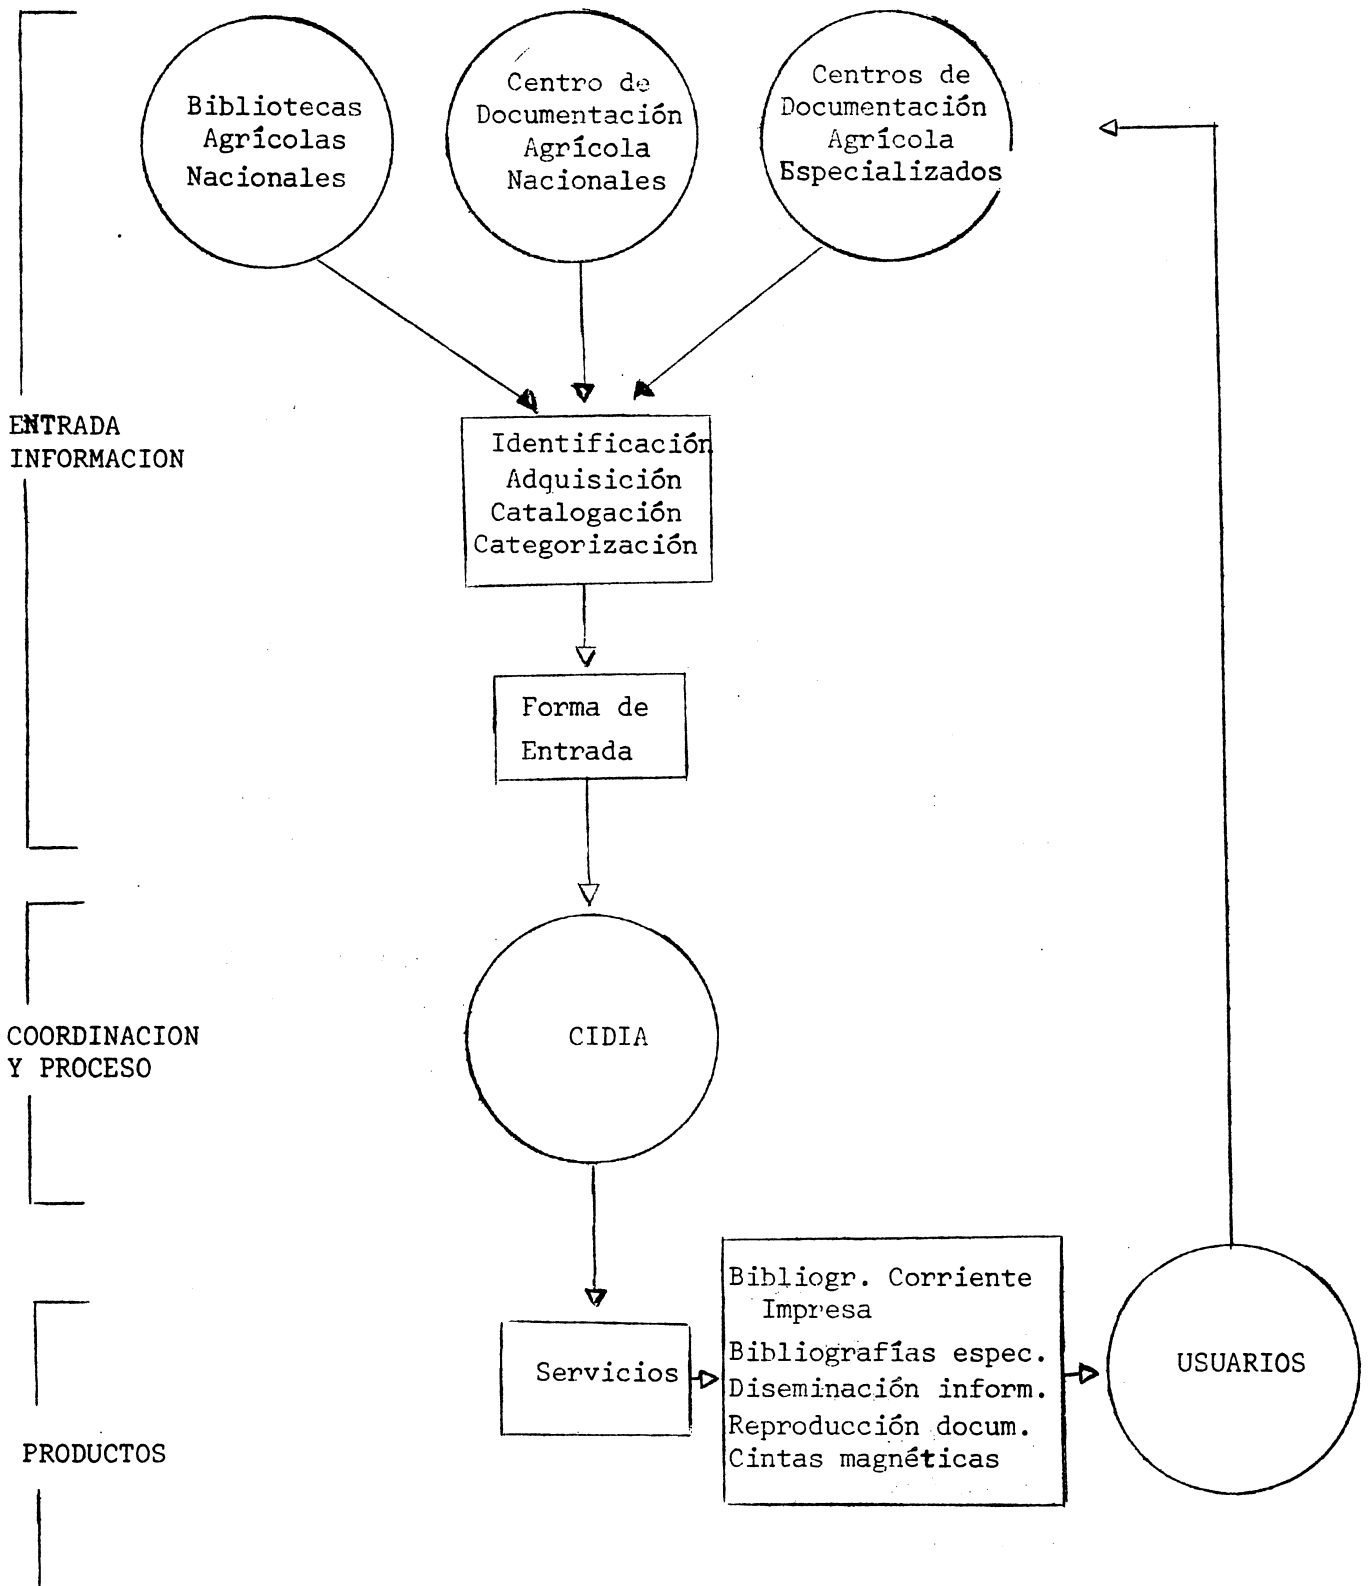 Bibliotecas
Agrícolas
Nacionales
Centro de
Documentación
Agrícola
Nacionales
Centros de
Documentación
Agrícola
Especializados
ENTRADA
INFORMACION
Identificación
Adquisición
Catalogación
Categorización
Forma de
Entrada
COORDINACION
Y PROCESO
CIDIA
PRODUCTOS
Servicios
Bibliogr. Corriente
Impresa
Bibliografías espec.
Diseminación inform.
Reproducción docum.
Cintas magnéticas
USUARIOS